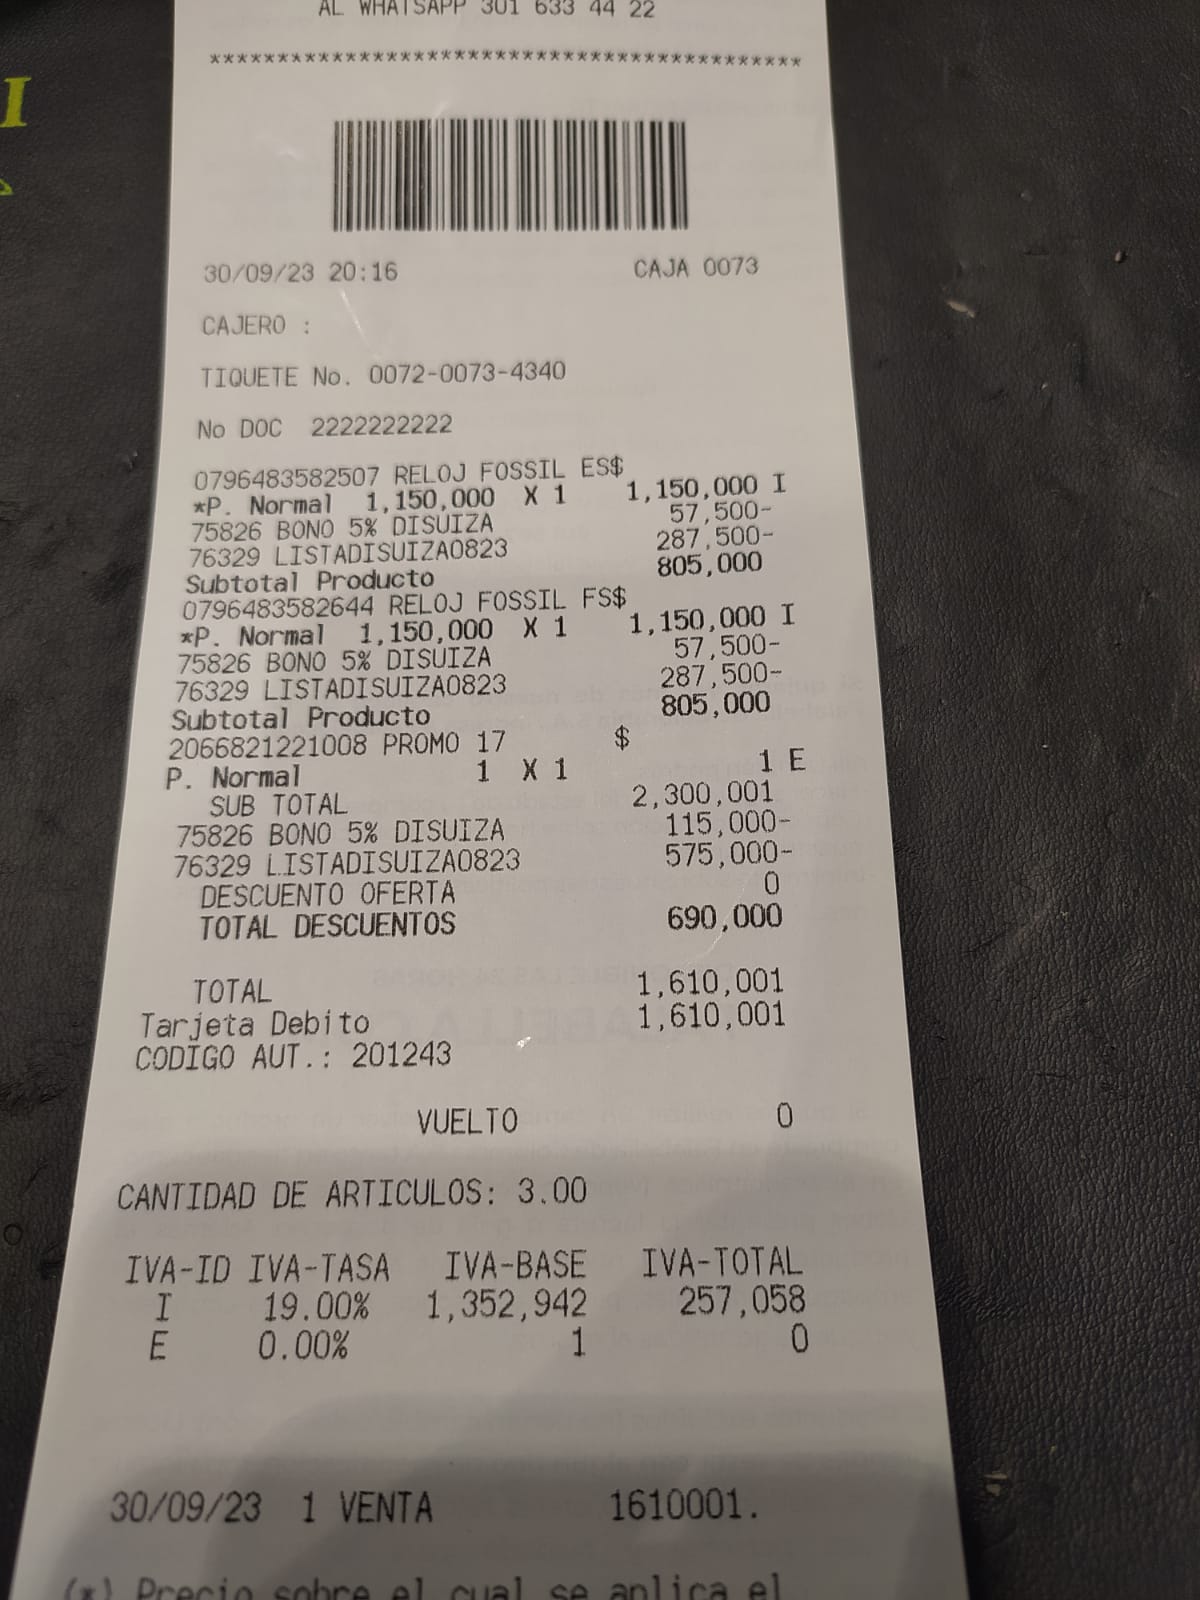 AL WHATSAPP 301 633 44 22
********************************************
30/09/23 20:16 CAJA 0073
CAJERO :
TIQUETE No. 0072-0073-4340
No DOC 2222222222
0796483582507 RELOJ FOSSIL ES$
*P. Normal 1,150,000 X 1 1,150,000 I
75826 BONO 5% DISUIZA 57,500-
76329 LISTADISUIZA0823 287,500-
Subtotal Producto 805,000
0796483582644 RELOJ FOSSIL FS$
*P. Normal 1,150,000 X 1 1,150,000 I
75826 BONO 5% DISUIZA 57,500-
76329 LISTADISUIZA0823 287,500-
Subtotal Producto 805,000
2066821221008 PROMO 17 $
P. Normal 1 X 1 1 E
SUB TOTAL 2,300,001
75826 BONO 5% DISUIZA 115,000-
76329 LISTADISUIZA0823 575,000-
DESCUENTO OFERTA 0
TOTAL DESCUENTOS 690,000
TOTAL 1,610,001
Tarjeta Debito 1,610,001
CODIGO AUT.: 201243
VUELTO 0
CANTIDAD DE ARTICULOS: 3.00
IVA-ID IVA-TASA IVA-BASE IVA-TOTAL
I 19.00% 1,352,942 257,058
E 0.00% 1 0
30/09/23 1 VENTA 1610001.
(*) Precio sobre el cual se aplica el